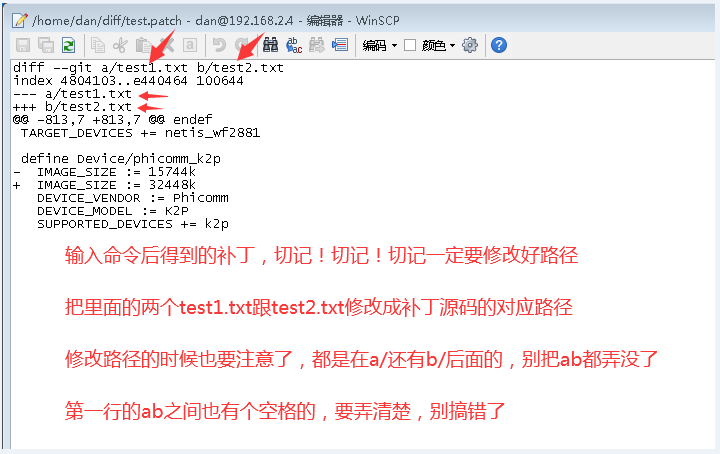 /home/dan/diff/test.patch - dan@192.168.2.4 - 编辑器 - WinSCP
编码 颜色
diff --git a/test1.txt b/test2.txt
index 4804103..e440464 100644
--- a/test1.txt
+++ b/test2.txt
@@ -813,7 +813,7 @@ endef
 TARGET_DEVICES += netis_wf2881
 define Device/phicomm_k2p
-  IMAGE_SIZE := 15744k
+  IMAGE_SIZE := 32448k
   DEVICE_VENDOR := Phicomm
   DEVICE_MODEL := K2P
   SUPPORTED_DEVICES += k2p
输入命令后得到的补丁，切记！切记！切记一定要修改好路径
把里面的两个test1.txt跟test2.txt修改成补丁源码的对应路径
修改路径的时候也要注意了，都是在a/还有b/后面的，别把ab都弄没了
第一行的ab之间也有个空格的，要弄清楚，别搞错了